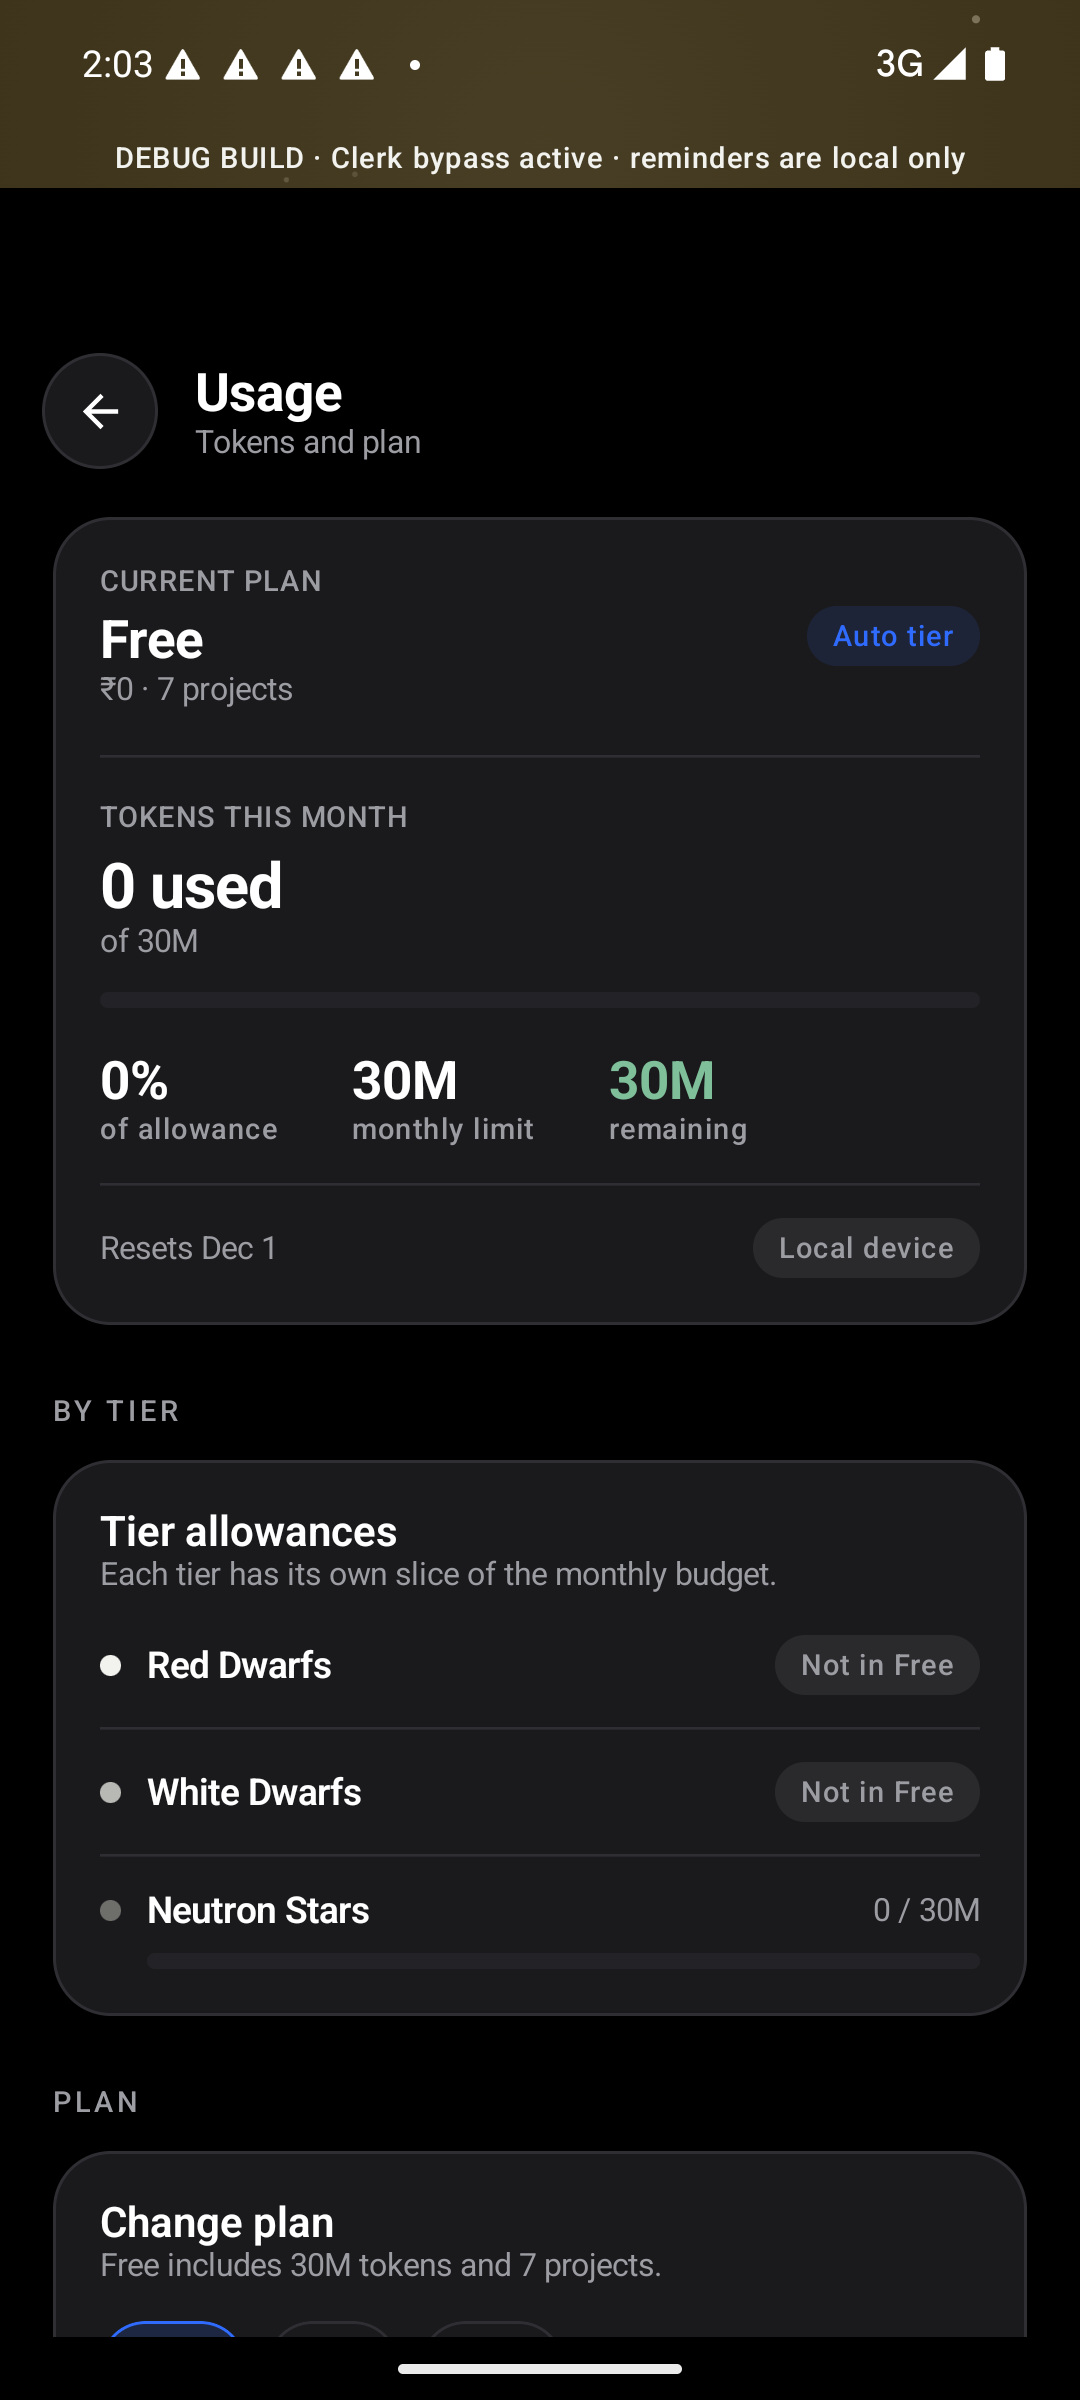 2:03
3G
DEBUG BUILD · Clerk bypass active · reminders are local only
Usage
Tokens and plan
CURRENT PLAN
Free
Auto tier
₹0 · 7 projects
TOKENS THIS MONTH
0 used
of 30M
0% 30M 30M
of allowance monthly limit remaining
Resets Dec 1
Local device
BY TIER
Tier allowances
Each tier has its own slice of the monthly budget.
Red Dwarfs Not in Free
White Dwarfs Not in Free
Neutron Stars 0 / 30M
PLAN
Change plan
Free includes 30M tokens and 7 projects.